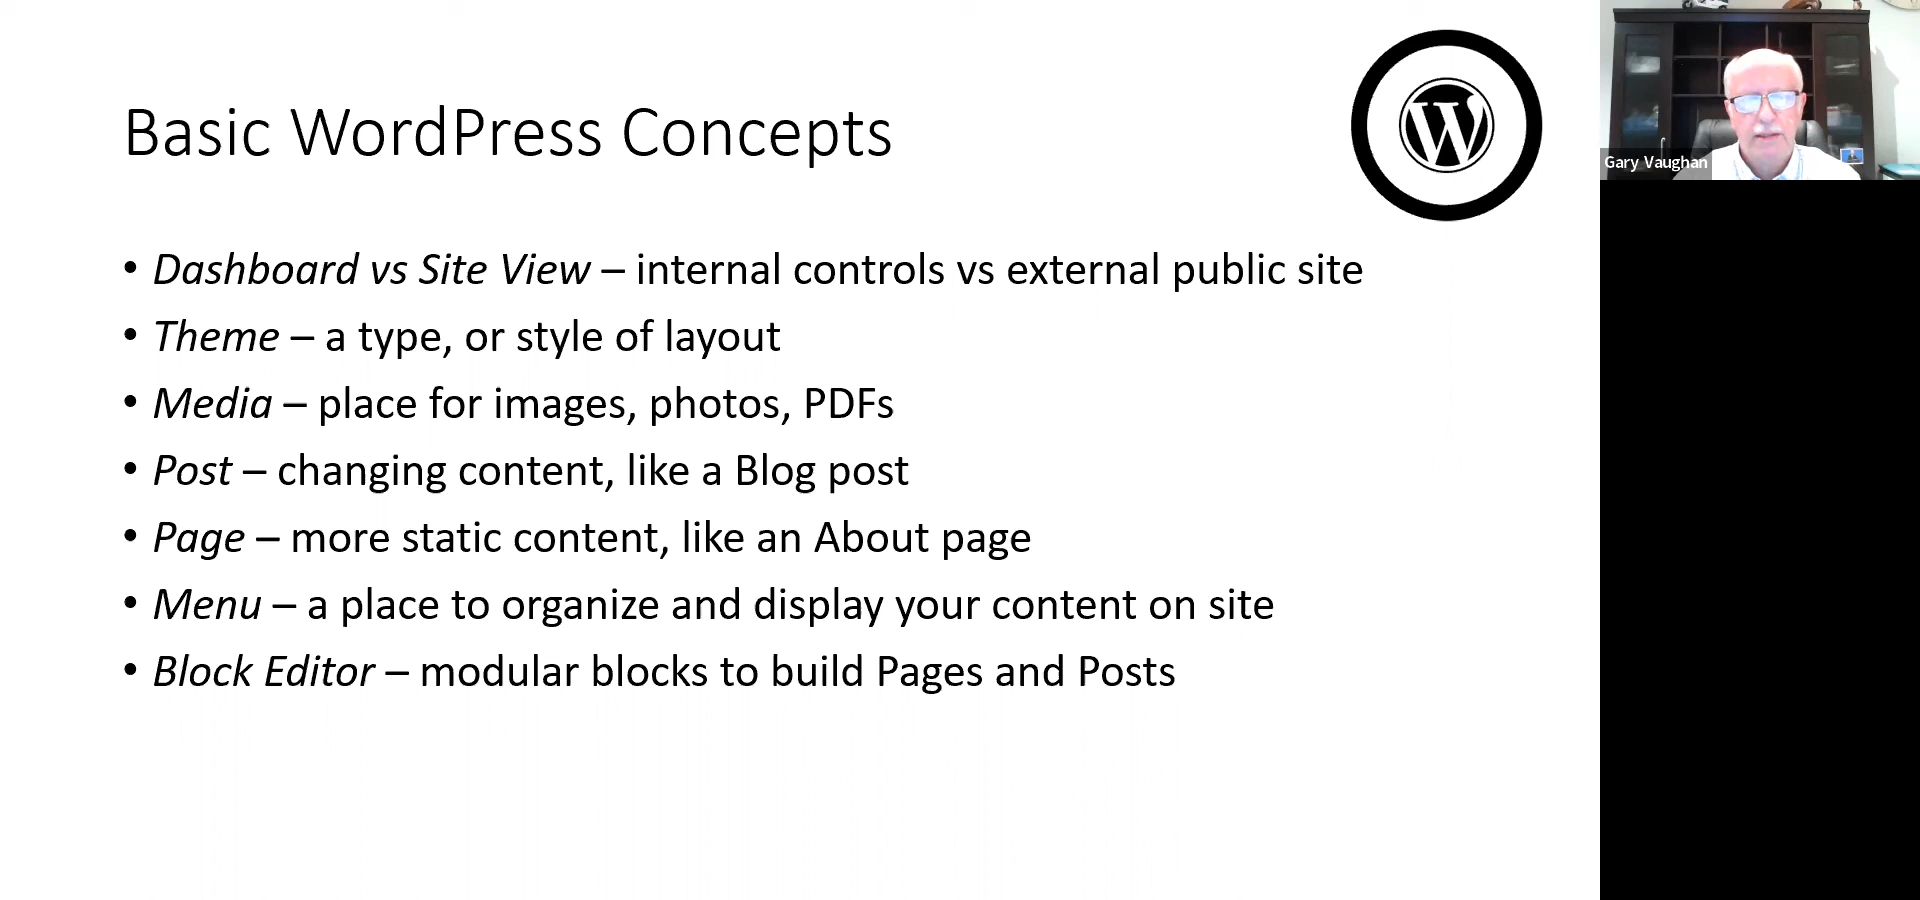 Basic WordPress Concepts
• Dashboard vs Site View – internal controls vs external public site
• Theme – a type, or style of layout
• Media – place for images, photos, PDFs
• Post – changing content, like a Blog post
• Page – more static content, like an About page
• Menu – a place to organize and display your content on site
• Block Editor – modular blocks to build Pages and Posts
W
Gary Vaughan